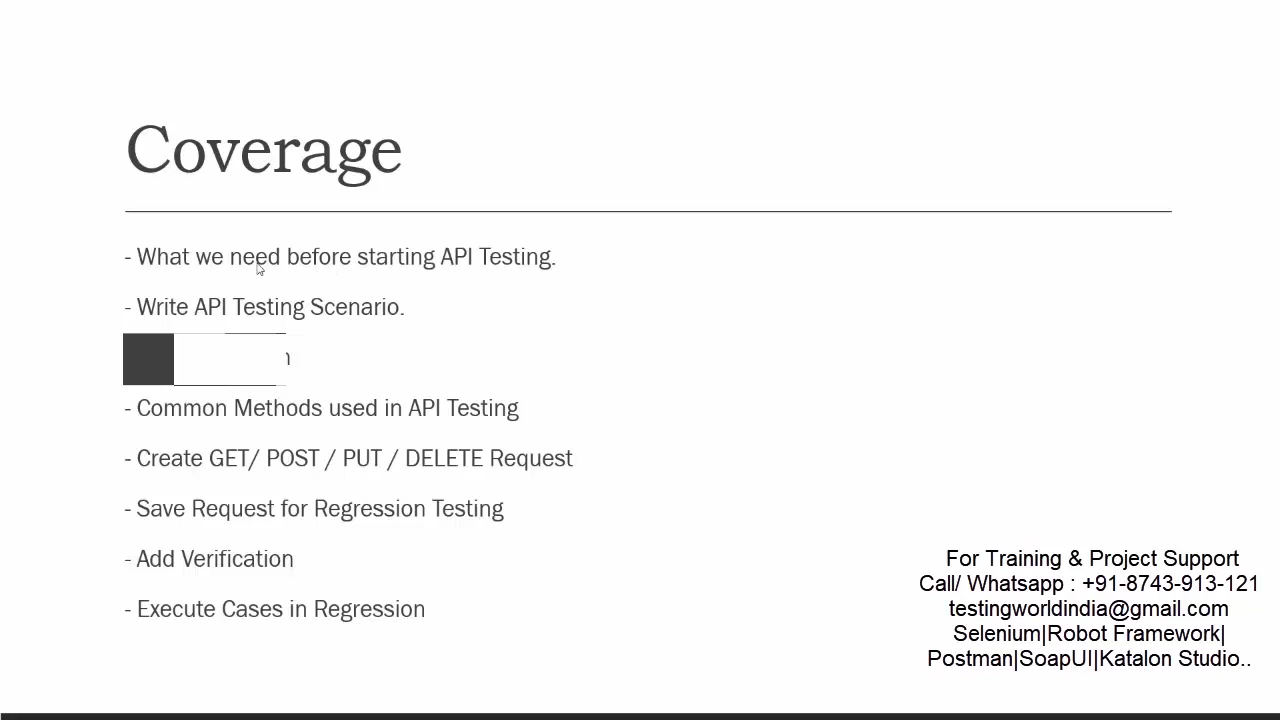 Coverage
- What we need before starting API Testing.
- Write API Testing Scenario.
- Common Methods used in API Testing
- Create GET/ POST / PUT / DELETE Request
- Save Request for Regression Testing
- Add Verification
- Execute Cases in Regression
For Training & Project Support
Call/ Whatsapp : +91-8743-913-121
testingworldindia@gmail.com
Selenium|Robot Framework|
Postman|SoapUI|Katalon Studio..